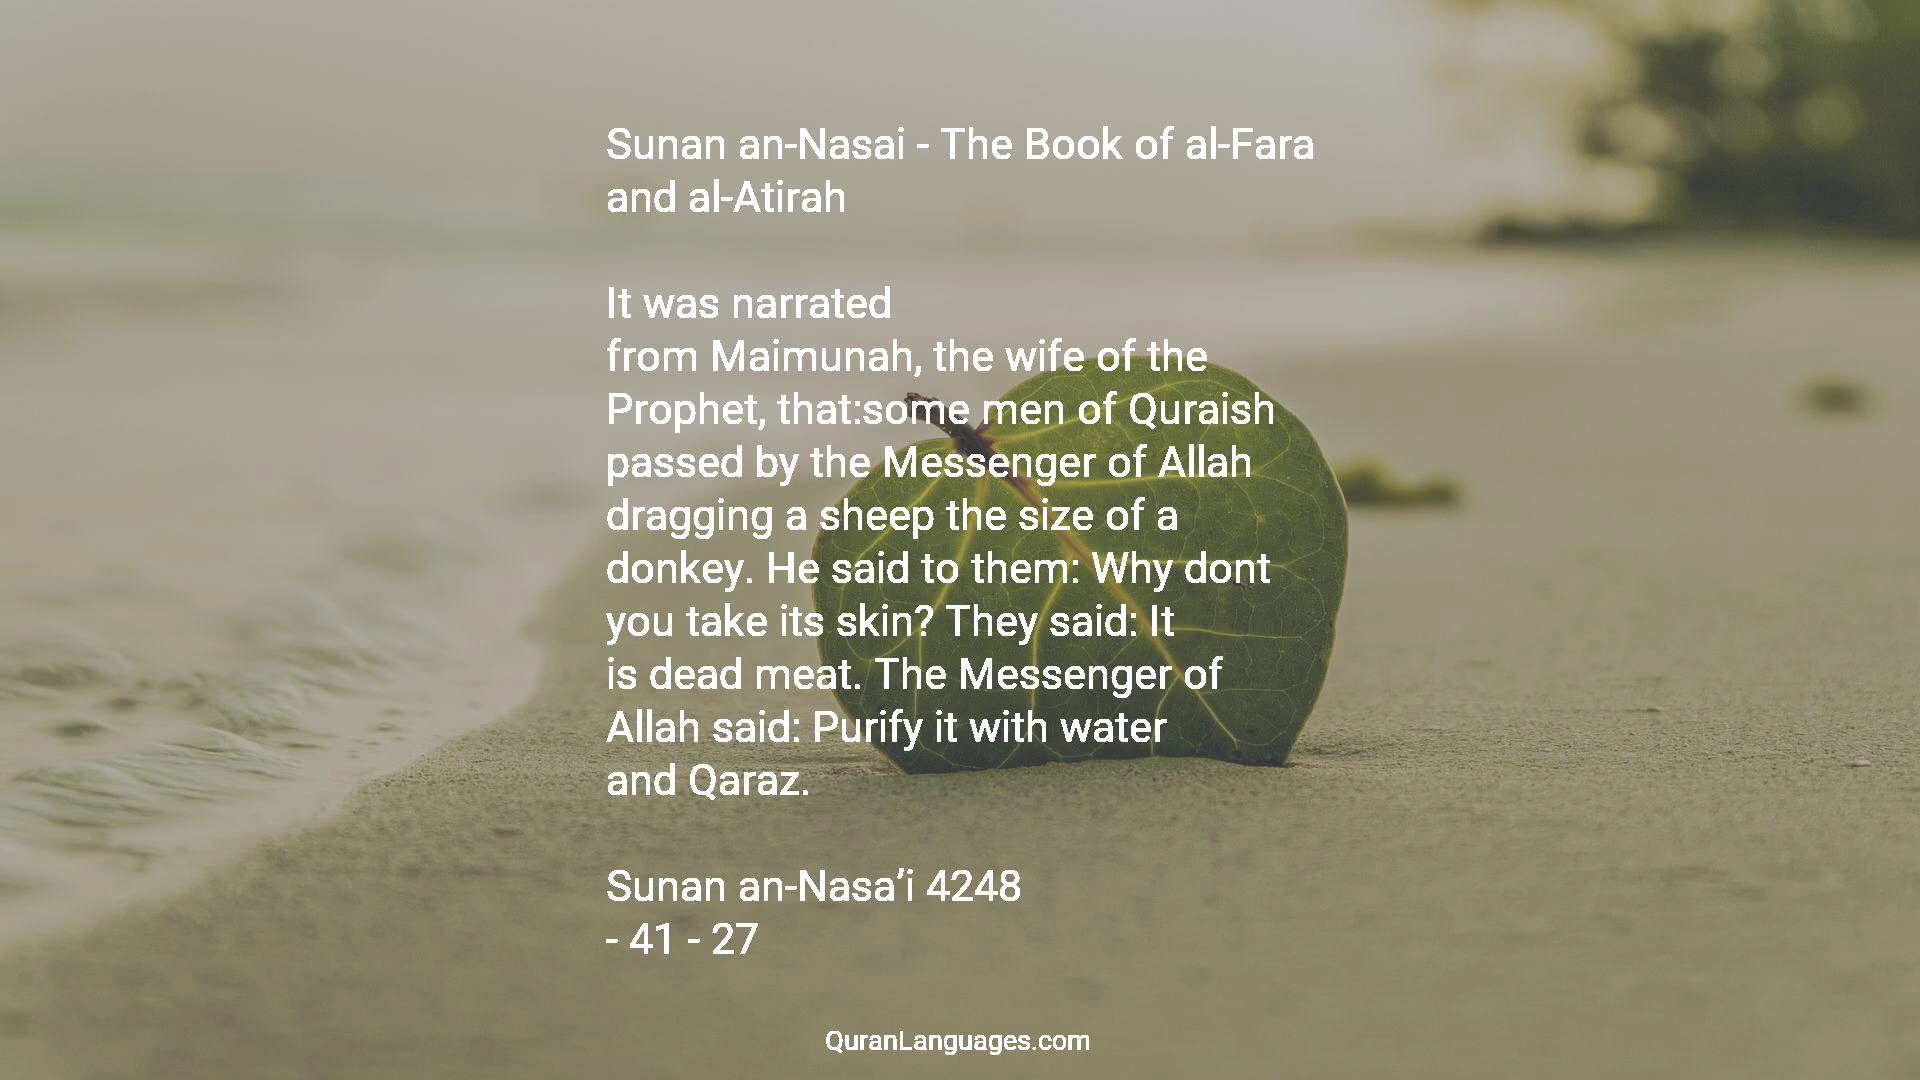 Sunan an-Nasai - The Book of al-Fara
and al-Atirah
It was narrated
from Maimunah, the wife of the
Prophet, that:some men of Quraish
passed by the Messenger of Allah
dragging a sheep the size of a
donkey. He said to them: Why dont
you take its skin? They said: It
is dead meat. The Messenger of
Allah said: Purify it with water
and Qaraz.
Sunan an-Nasa’i 4248
- 41 - 27
QuranLanguages.com